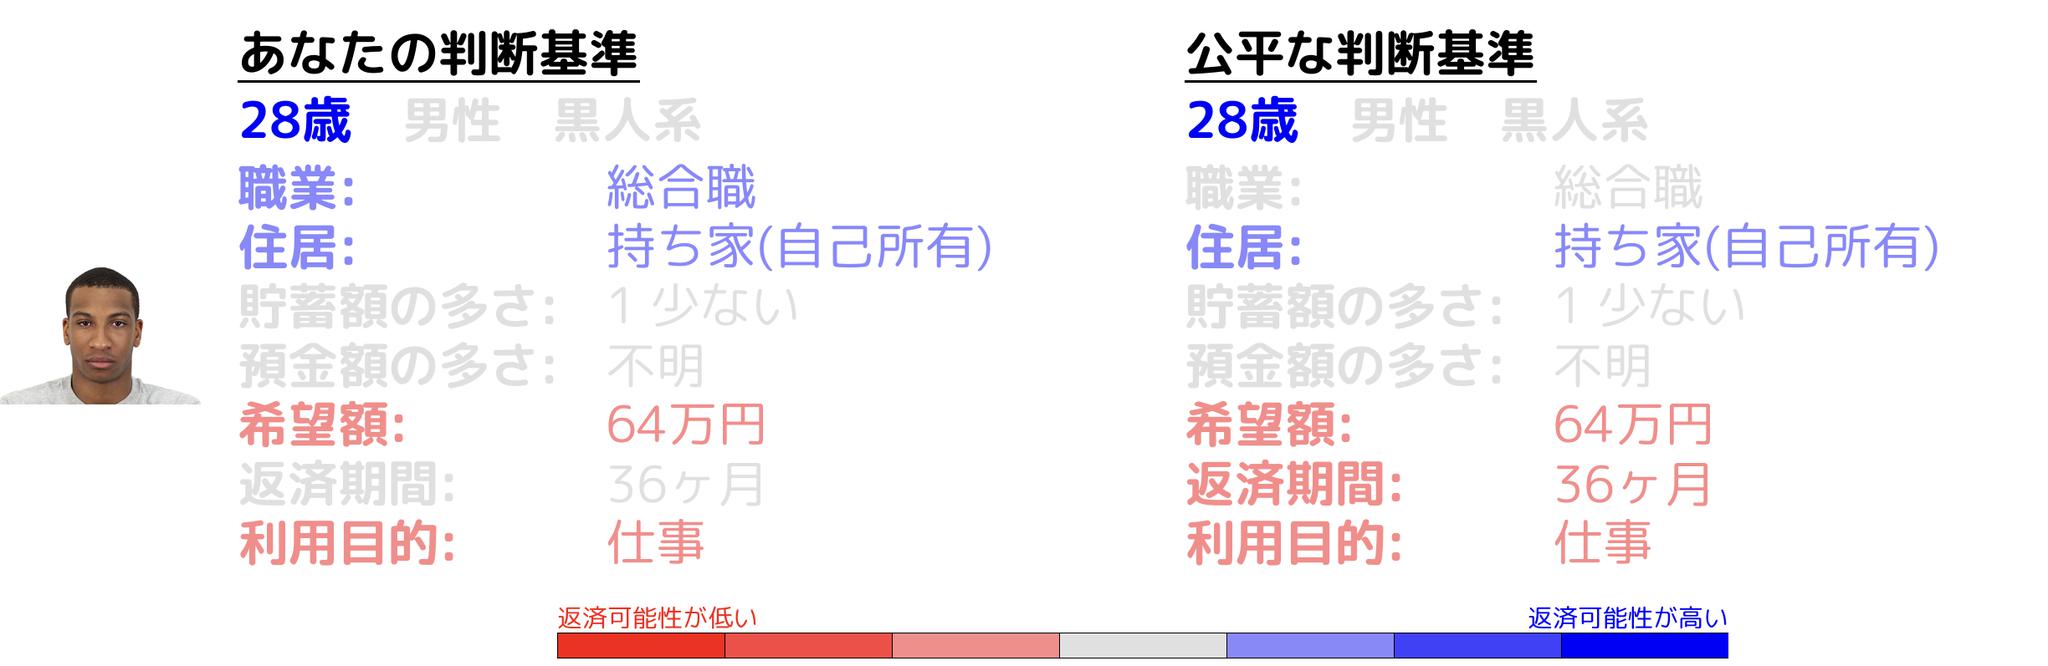 あなたの判断基準
28歳 男性 黒人系
職業: 総合職
住居: 持ち家(自己所有)
貯蓄額の多さ: 1 少ない
預金額の多さ: 不明
希望額: 64万円
返済期間: 36ヶ月
利用目的: 仕事
公平な判断基準
28歳 男性 黒人系
職業: 総合職
住居: 持ち家(自己所有)
貯蓄額の多さ: 1 少ない
預金額の多さ: 不明
希望額: 64万円
返済期間: 36ヶ月
利用目的: 仕事
返済可能性が低い
返済可能性が高い